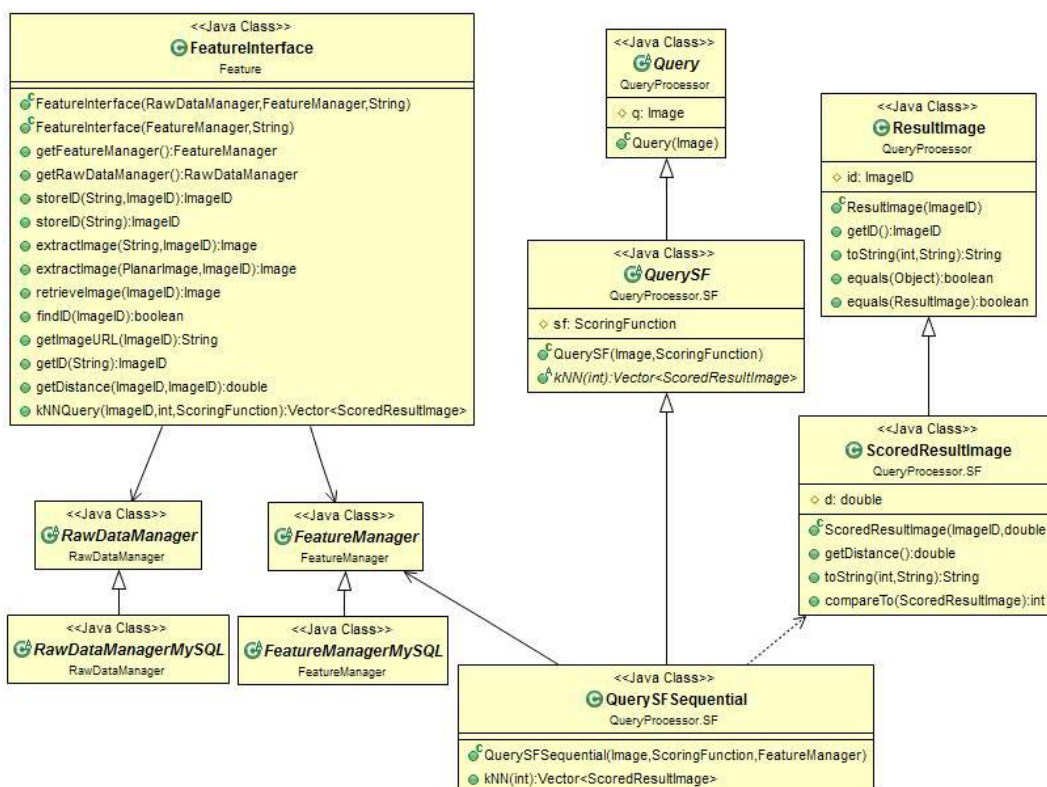 <<Java Class>>
FeatureInterface
Feature
FeatureInterface(RawDataManager,FeatureManager,String)
FeatureInterface(FeatureManager,String)
getFeatureManager():FeatureManager
getRawDataManager():RawDataManager
storeID(String,ImageID):ImageID
storeID(String):ImageID
extractImage(String,ImageID):Image
extractImage(PlanarImage,ImageID):Image
retrieveImage(ImageID):Image
findID(ImageID):boolean
getImageURL(ImageID):String
getID(String):ImageID
getDistance(ImageID,ImageID):double
kNNQuery(ImageID,int,ScoringFunction):Vector<ScoredResultImage>
<<Java Class>>
Query
QueryProcessor
q: Image
Query(Image)
<<Java Class>>
ResultImage
QueryProcessor
id: ImageID
ResultImage(ImageID)
getID():ImageID
toString(int,String):String
equals(Object):boolean
equals(ResultImage):boolean
<<Java Class>>
QuerySF
QueryProcessor.SF
sf: ScoringFunction
QuerySF(Image,ScoringFunction)
kNN(int):Vector<ScoredResultImage>
<<Java Class>>
ScoredResultImage
QueryProcessor.SF
d: double
ScoredResultImage(ImageID,double
getDistance():double
toString(int,String):String
compareTo(ScoredResultImage):int
<<Java Class>>
RawDataManager
RawDataManager
<<Java Class>>
FeatureManager
FeatureManager
<<Java Class>>
RawDataManagerMySQL
RawDataManager
<<Java Class>>
FeatureManagerMySQL
FeatureManager
<<Java Class>>
QuerySFSequential
QueryProcessor.SF
QuerySFSequential(Image,ScoringFunction,FeatureManager)
kNN(int):Vector<ScoredResultImage>